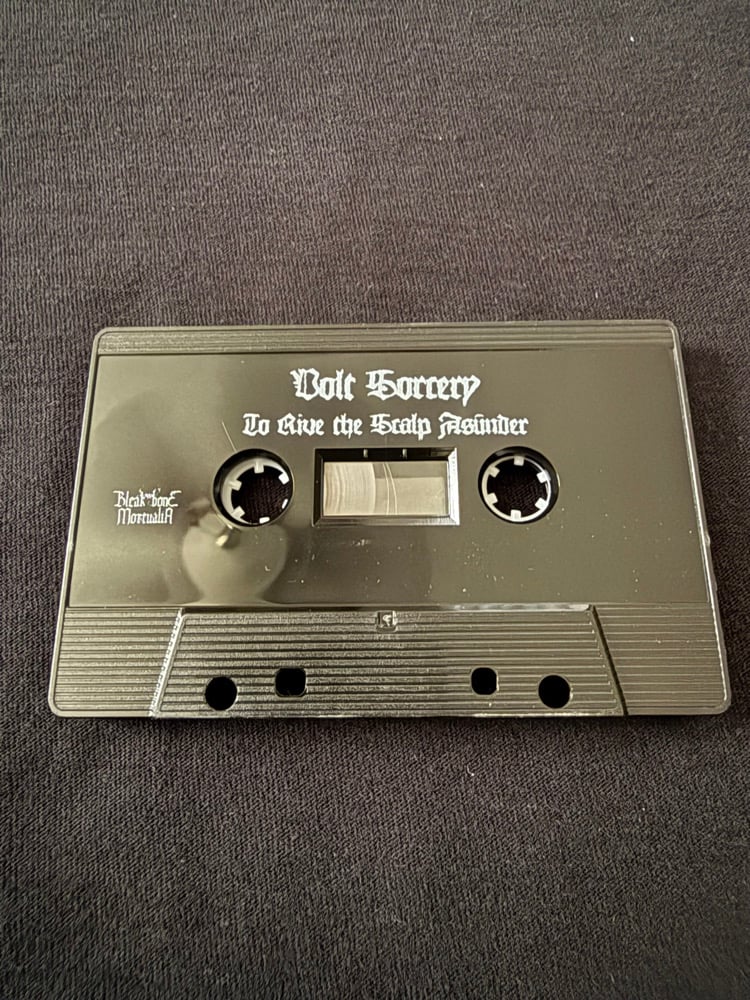 Volt Sorcery
To Rive the Scalp Asunder
Bleak bone
Mortualia